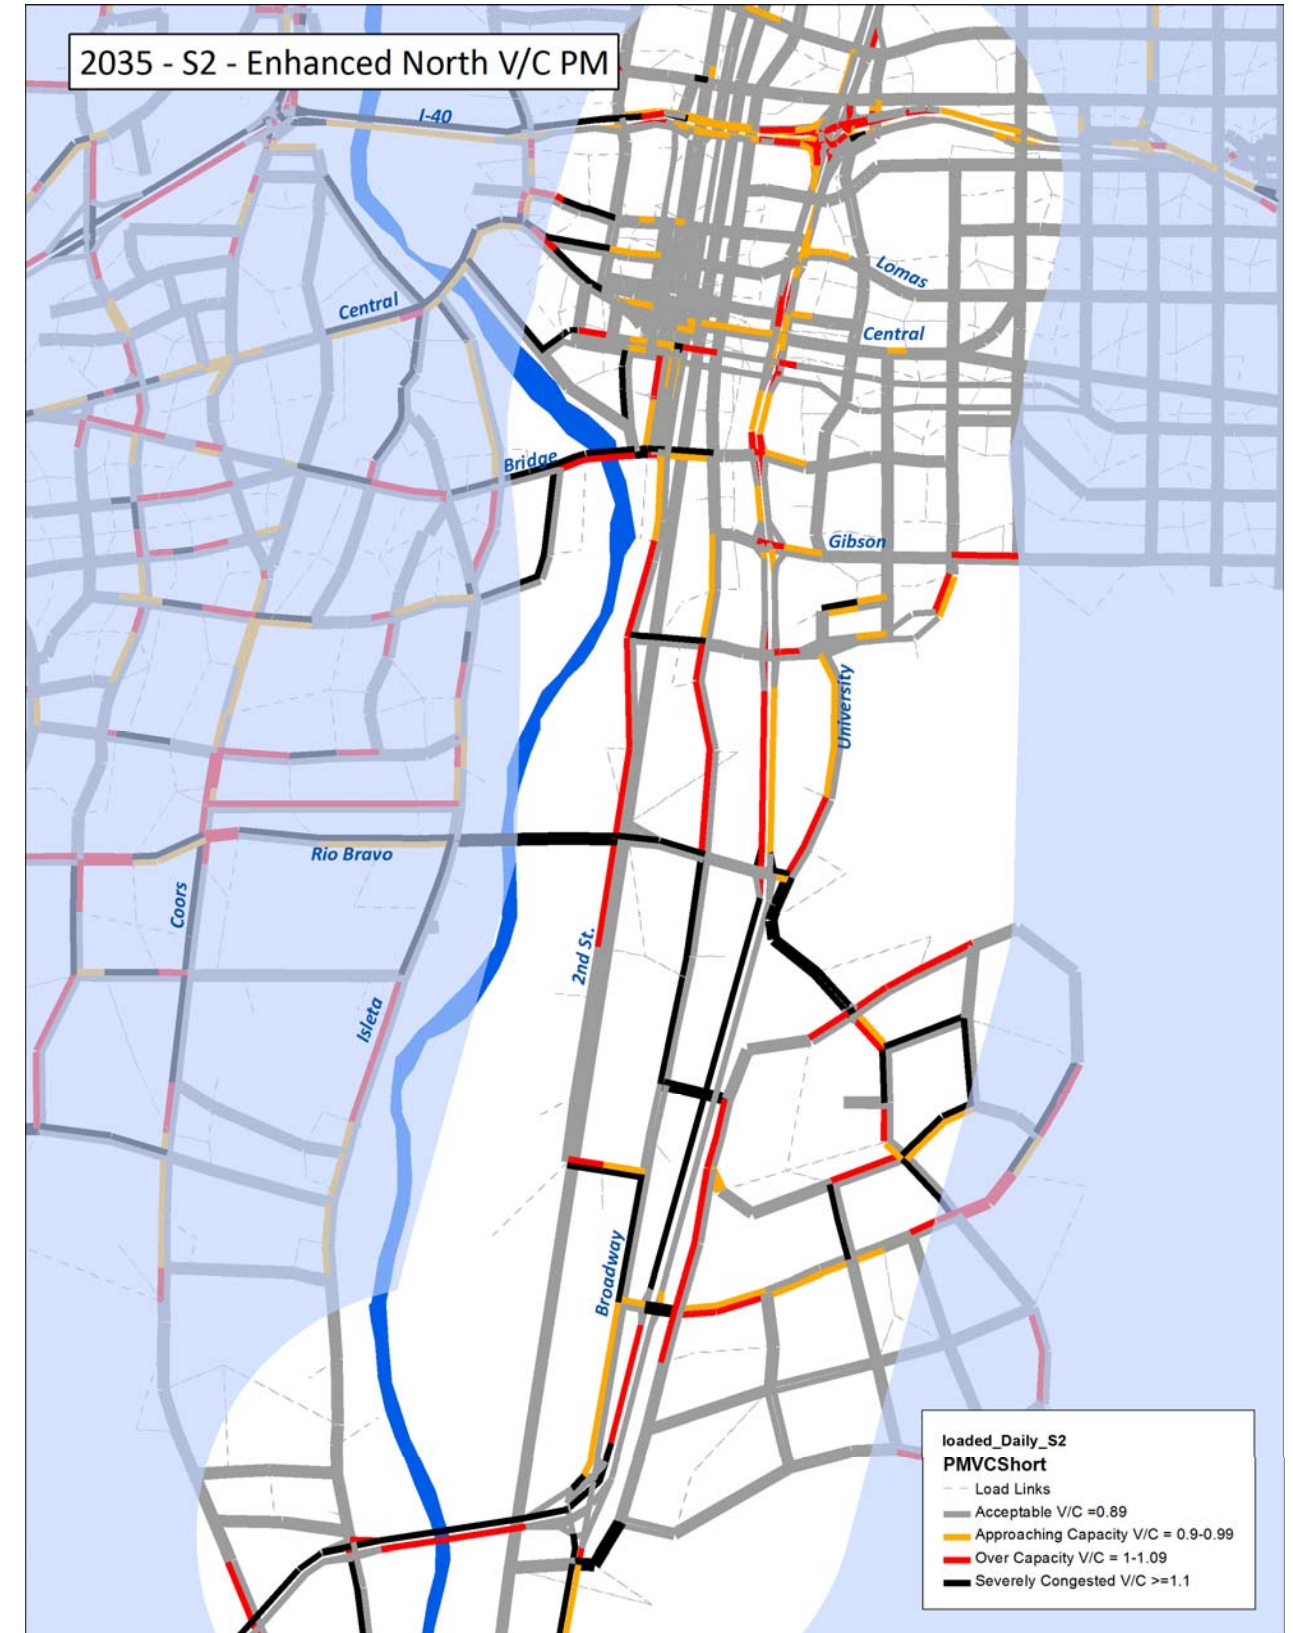 2035 - S2 - Enhanced North V/C PM
I-40
Lomas
Central
Central
Bridge
Gibson
University
Rio Bravo
Coors
2nd St.
Isleta
Broadway
loaded_Daily_S2
PMVCShort
Load Links
Acceptable V/C =0.89
Approaching Capacity V/C = 0.9-0.99
Over Capacity V/C = 1-1.09
Severely Congested V/C >=1.1